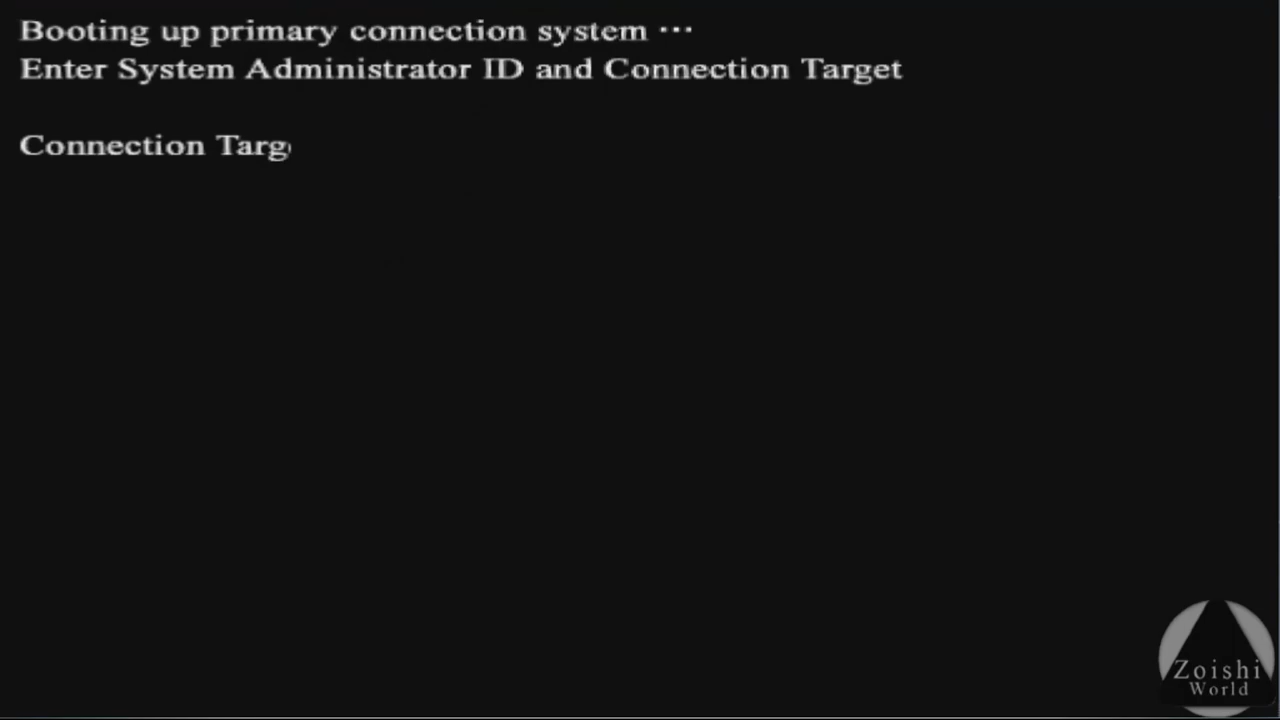 Booting up primary connection system ···
Enter System Administrator ID and Connection Target
Connection Targ
Zoishi
World